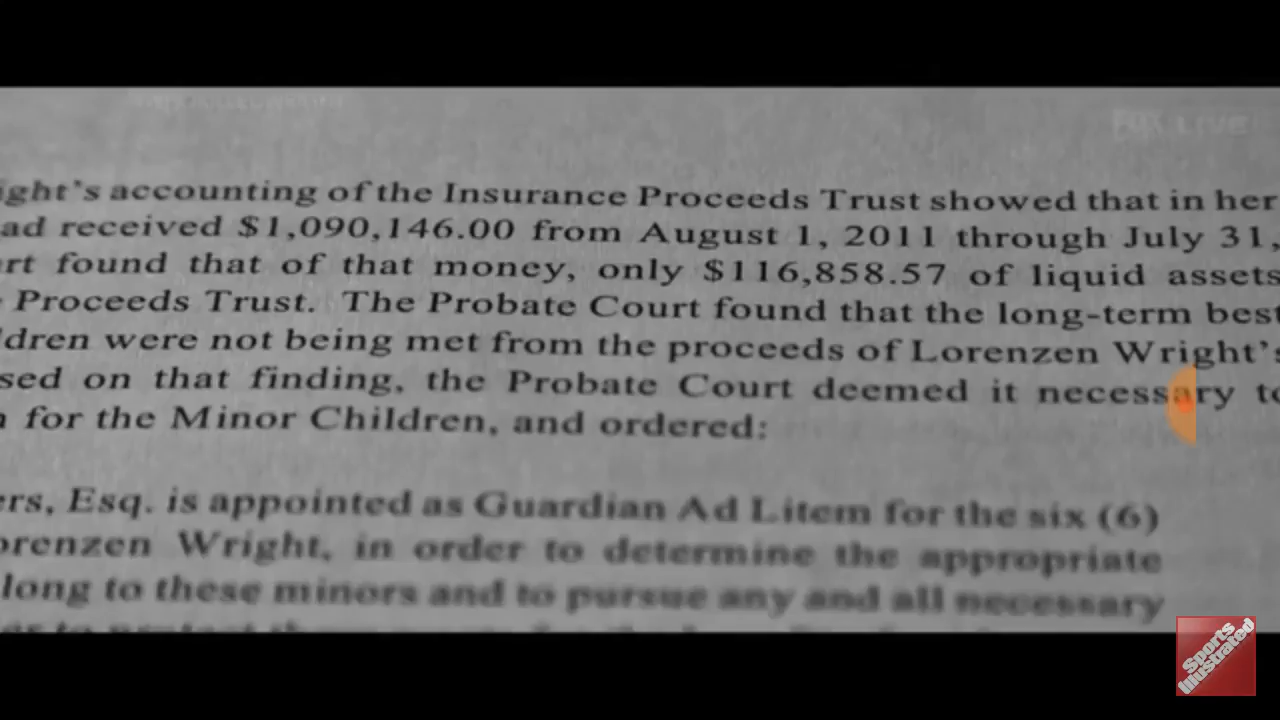 ight's accounting of the Insurance Proceeds Trust showed that in her
ad received $1,090,146.00 from August 1, 2011 through July 31,
rt found that of that money, only $116,858.57 of liquid assets
Proceeds Trust. The Probate Court found that the long-term best
dren were not being met from the proceeds of Lorenzen Wright's
sed on that finding, the Probate Court deemed it necessary to
n for the Minor Children, and ordered:
ers, Esq. is appointed as Guardian Ad Litem for the six (6)
orenzen Wright, in order to determine the appropriate
long to these minors and to pursue any and all necessary
to protect
LIVE
Sports
Illustrated